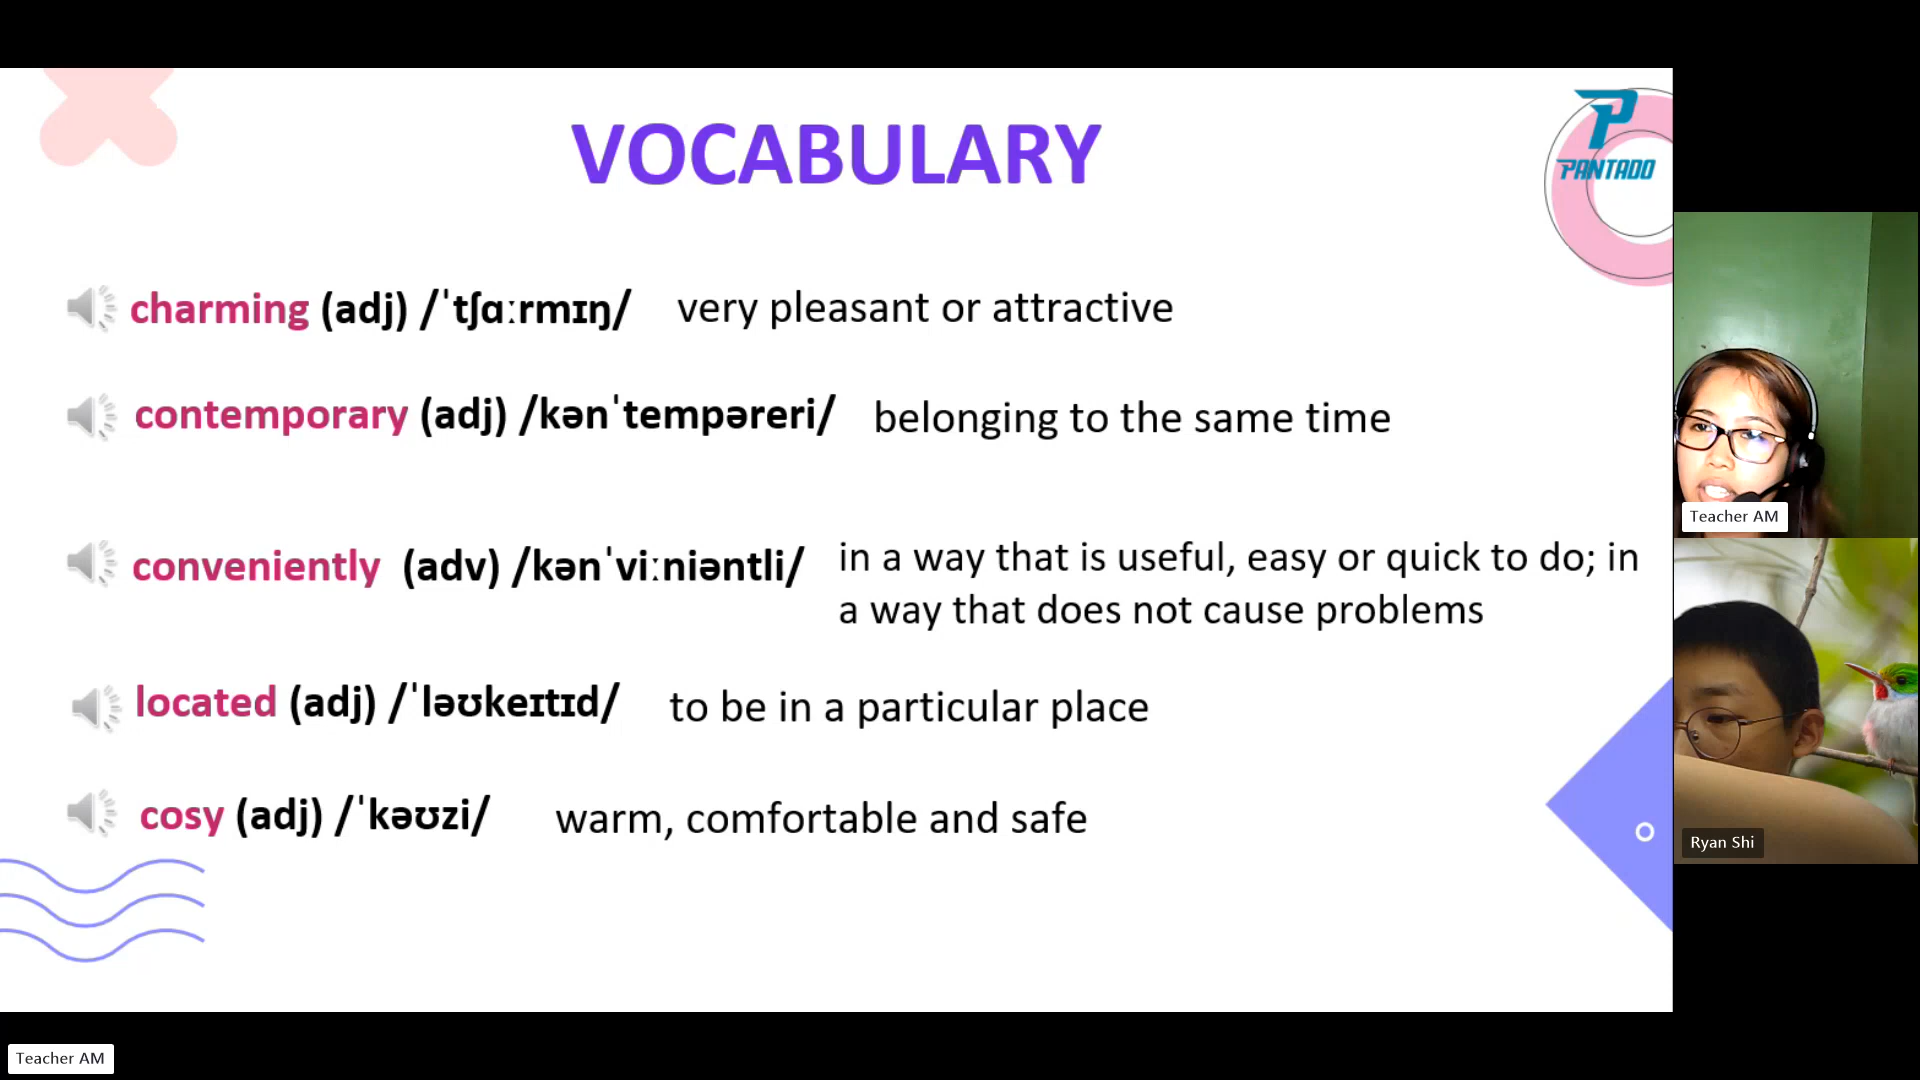 VOCABULARY
PANTADO
charming (adj) /ˈtʃɑːrmɪŋ/ very pleasant or attractive
contemporary (adj) /kənˈtempəreri/ belonging to the same time
conveniently (adv) /kənˈviːniəntli/ in a way that is useful, easy or quick to do; in
a way that does not cause problems
located (adj) /ˈləʊkeɪtɪd/ to be in a particular place
cosy (adj) /ˈkəʊzi/ warm, comfortable and safe
Teacher AM
Ryan Shi
Teacher AM